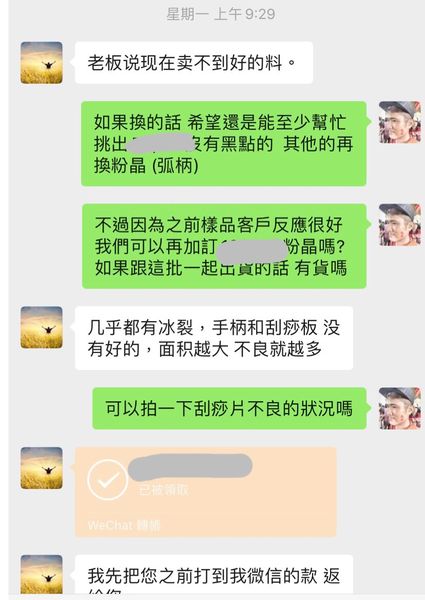 星期一 上午 9:29
老板说现在卖不到好的料。
如果換的話 希望還是能至少幫忙
挑出 沒有黑點的 其他的再
換粉晶 (弧柄)
不過因為之前樣品客戶反應很好
我們可以再加訂 粉晶嗎?
如果跟這批一起出貨的話 有貨嗎
几乎都有冰裂，手柄和刮痧板 没
有好的，面积越大 不良就越多
可以拍一下刮痧片不良的狀況嗎
已被領取
WeChat 轉帳
我先把您之前打到我微信的款 返